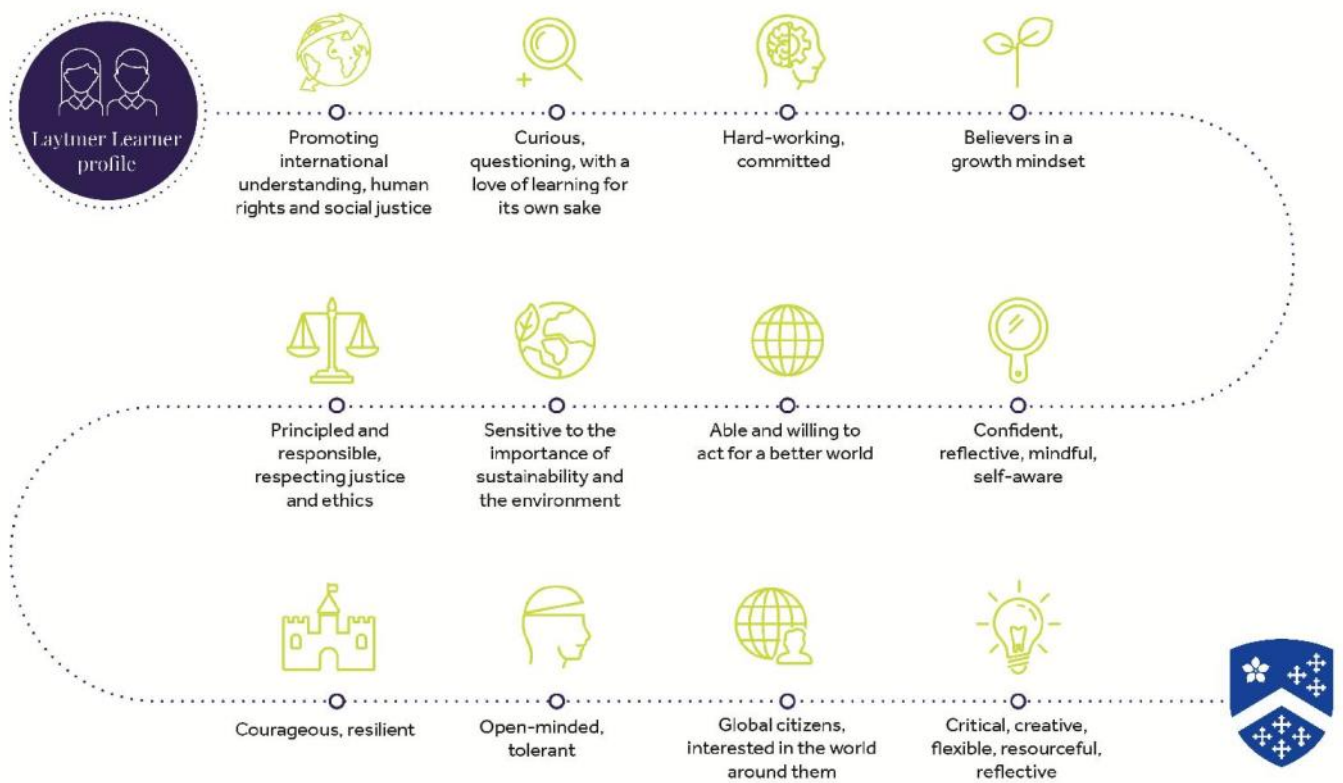 Laytmer Learner
profile
Promoting
international
understanding, human
rights and social justice
Curious,
questioning, with a
love of learning for
its own sake
Hard-working,
committed
Believers in a
growth mindset
Principled and
responsible,
respecting justice
and ethics
Sensitive to the
importance of
sustainability and
the environment
Able and willing to
act for a better world
Confident,
reflective, mindful,
self-aware
Courageous, resilient
Open-minded,
tolerant
Global citizens,
interested in the world
around them
Critical, creative,
flexible, resourceful,
reflective